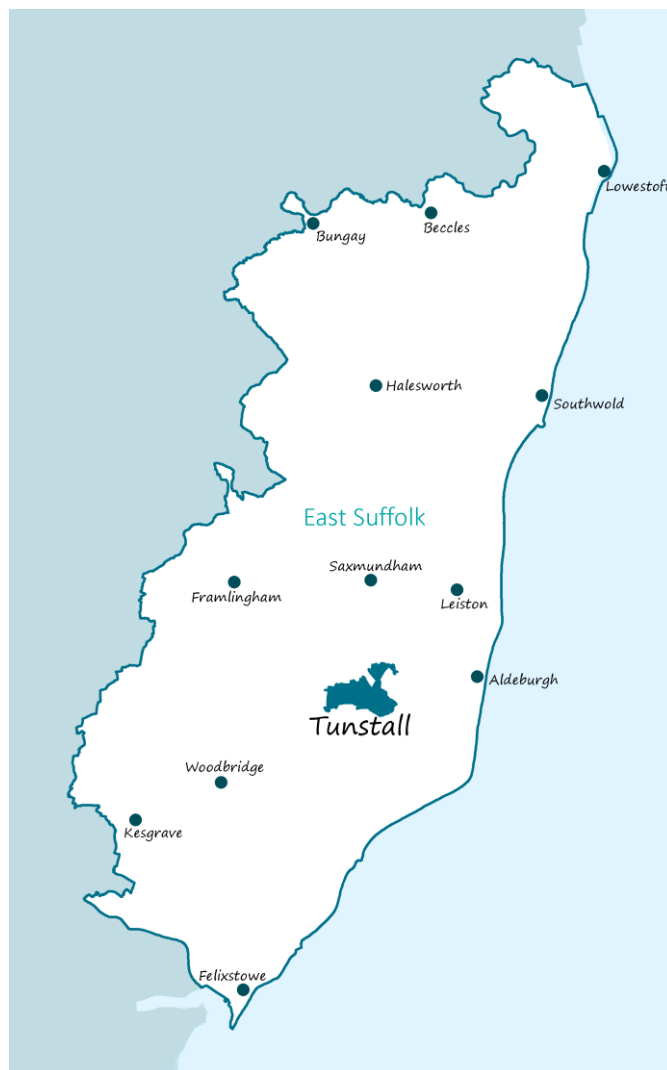 Lowestoft
Beccles
Bungay
Halesworth
Southwold
East Suffolk
Saxmundham
Framlingham
Leiston
Aldeburgh
Tunstall
Woodbridge
Kesgrave
Felixstowe